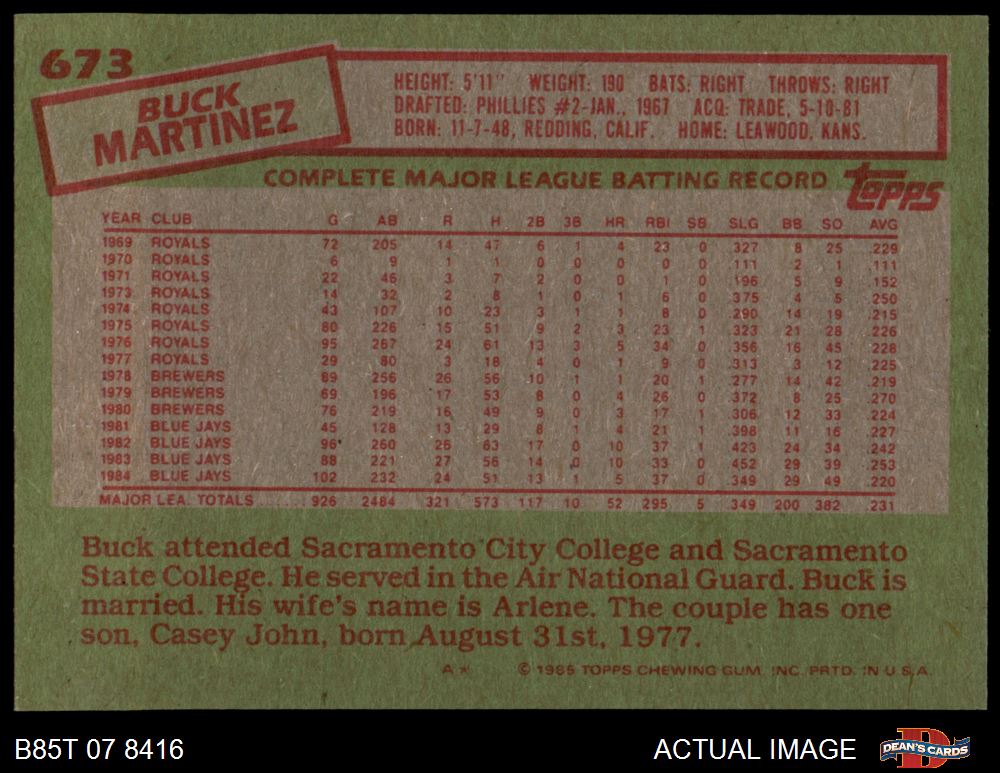 673
BUCK
MARTINEZ
HEIGHT: 5'11" WEIGHT: 190 BATS: RIGHT THROWS: RIGHT
DRAFTED: PHILLIES #2-JAN., 1967 ACQ: TRADE, 5-10-81
BORN: 11-7-48, REDDING, CALIF. HOME: LEAWOOD, KANS.
COMPLETE MAJOR LEAGUE BATTING RECORD topps
YEAR CLUB G AB R H 2B 3B HR RBI SB SLG BB SO AVG
1969 ROYALS 72 205 14 47 6 1 4 23 0 .327 8 25 .229
1970 ROYALS 6 9 1 1 0 0 0 0 0 .111 2 1 .111
1971 ROYALS 22 46 3 7 2 0 0 1 0 .196 5 9 .152
1973 ROYALS 14 32 2 8 1 0 1 6 0 .375 4 5 .250
1974 ROYALS 43 107 10 23 3 1 1 8 0 .290 14 19 .215
1975 ROYALS 80 226 15 51 9 2 3 23 1 .323 21 28 .226
1976 ROYALS 95 267 24 61 13 3 5 34 0 .356 16 45 .228
1977 ROYALS 29 80 3 18 4 0 1 9 0 .313 3 12 .225
1978 BREWERS 89 256 26 56 10 1 1 20 1 .277 14 42 .219
1979 BREWERS 69 196 17 53 8 0 4 26 0 .372 8 25 .270
1980 BREWERS 76 219 16 49 9 0 3 17 1 .306 12 33 .224
1981 BLUE JAYS 45 128 13 29 8 1 4 21 1 .398 11 16 .227
1982 BLUE JAYS 96 260 26 63 17 0 10 37 1 .423 24 34 .242
1983 BLUE JAYS 88 221 27 56 14 0 10 33 0 .452 29 39 .253
1984 BLUE JAYS 102 232 24 51 13 1 5 37 0 .349 29 49 .220
MAJOR LEA. TOTALS 926 2484 321 573 117 10 52 295 5 .349 200 382 .231
Buck attended Sacramento City College and Sacramento
State College. He served in the Air National Guard. Buck is
married. His wife's name is Arlene. The couple has one
son, Casey John, born August 31st, 1977.
A* © 1985 TOPPS CHEWING GUM, INC. PRTD. IN U.S.A.
B85T 07 8416 ACTUAL IMAGE DEAN'S CARDS